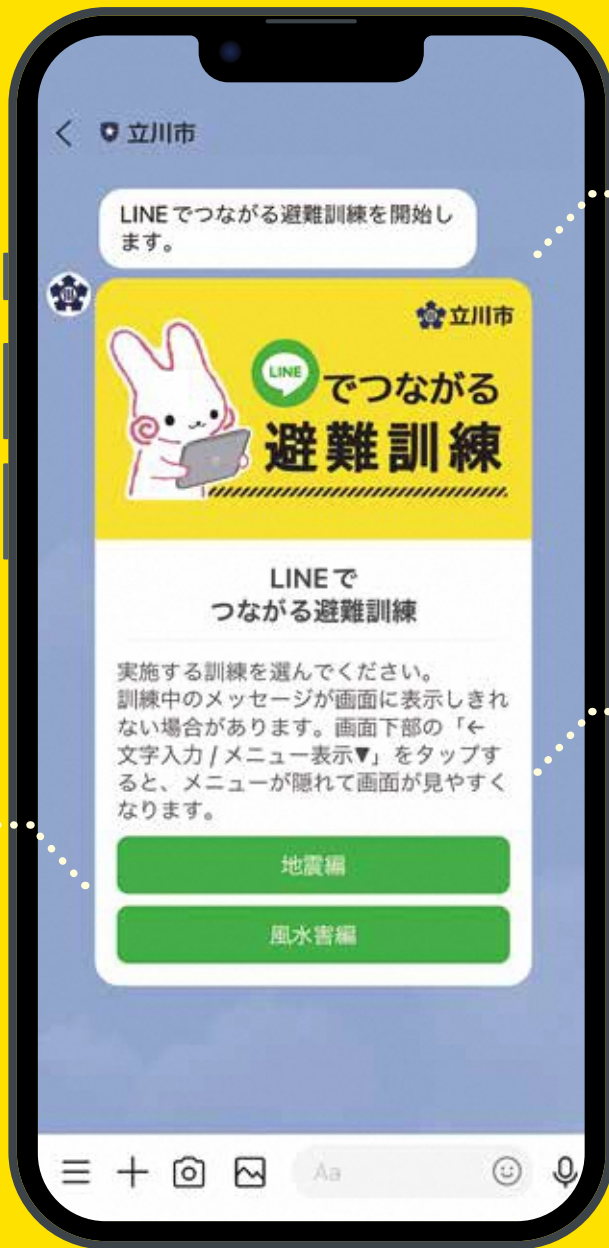 立川市
LINEでつながる避難訓練を開始し
ます。
立川市
LINE でつながる
避難訓練
LINEで
つながる避難訓練
実施する訓練を選んでください。
訓練中のメッセージが画面に表示しきれ
ない場合があります。画面下部の「←
文字入力 / メニュー表示▼」をタップす
ると、メニューが隠れて画面が見やすく
なります。
地震編
風水害編
Aa